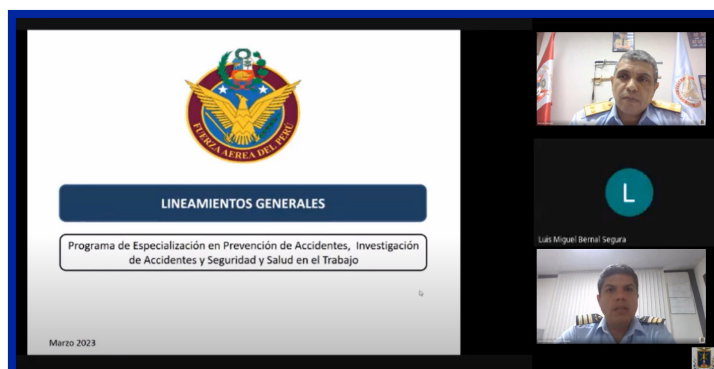 FUERZA AEREA DEL PERÚ
LINEAMIENTOS GENERALES
Programa de Especialización en Prevención de Accidentes, Investigación
de Accidentes y Seguridad y Salud en el Trabajo
Marzo 2023
L
Luis Miguel Bernal Segura